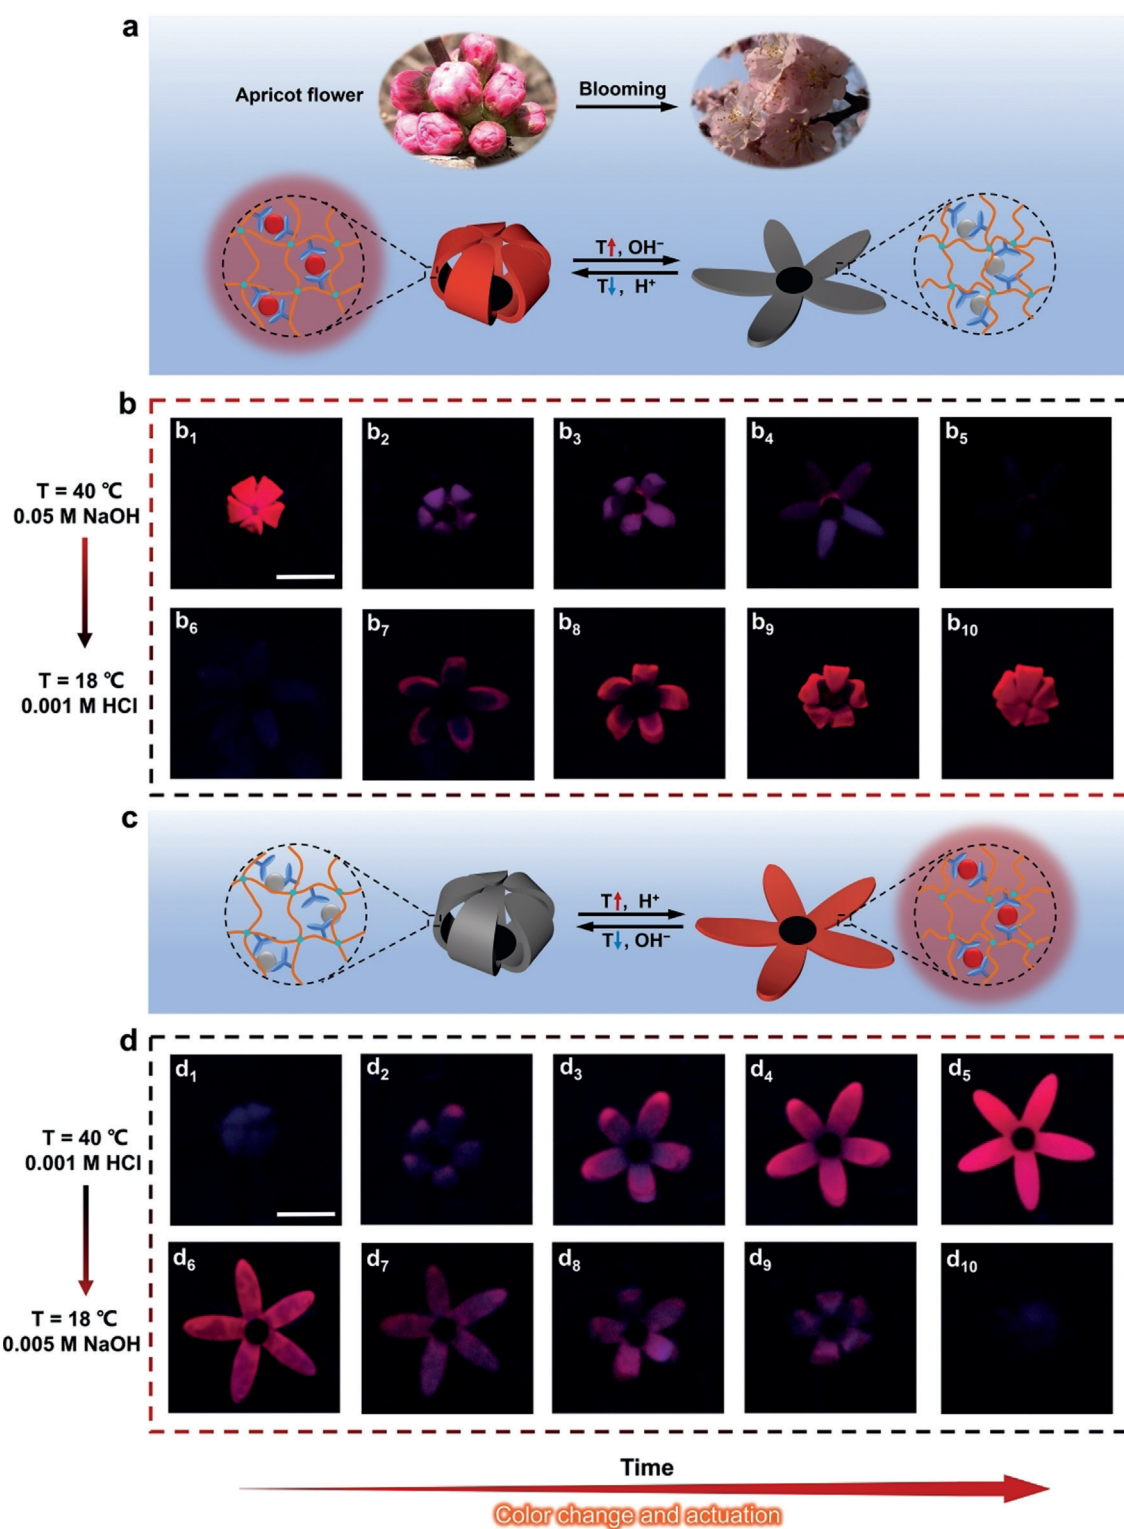 a
Apricot flower
Blooming
T↑, OH⁻
T↓, H⁺
b
T = 40 ℃
0.05 M NaOH
T = 18 ℃
0.001 M HCl
b₁
b₂
b₃
b₄
b₅
b₆
b₇
b₈
b₉
b₁₀
c
T↑, H⁺
T↓, OH⁻
d
T = 40 ℃
0.001 M HCl
T = 18 ℃
0.005 M NaOH
d₁
d₂
d₃
d₄
d₅
d₆
d₇
d₈
d₉
d₁₀
Time
Color change and actuation